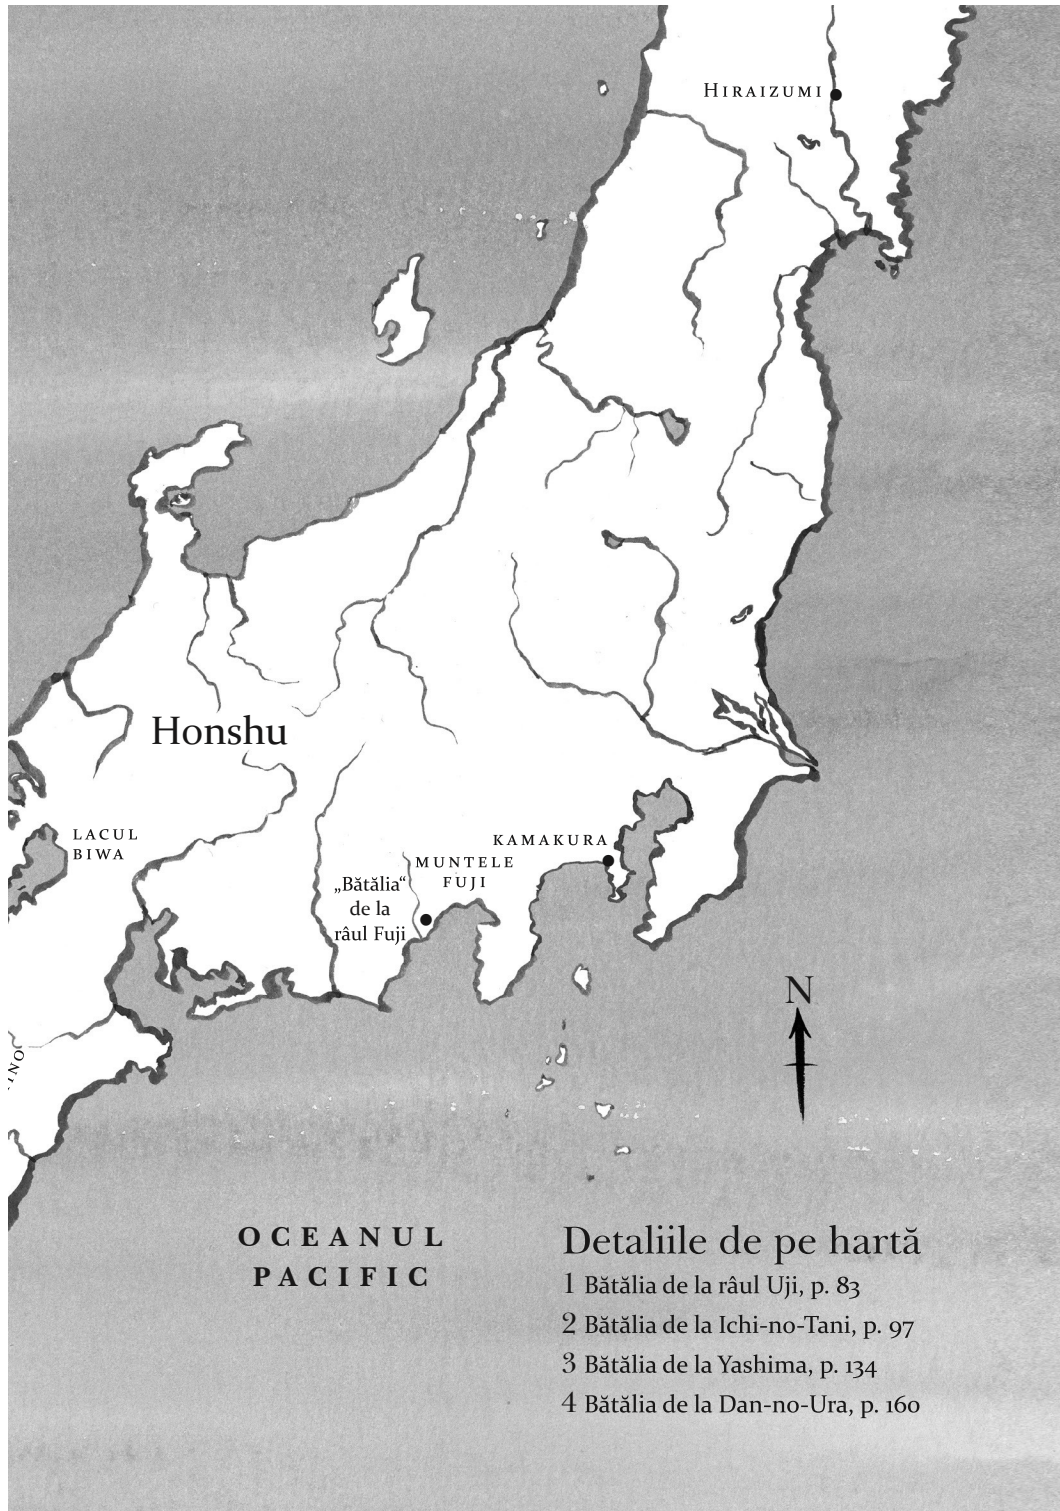 HIRAIZUMI
Honshu
LACUL
BIWA
KAMAKURA
MUNTELE
FUJI
„Bătălia“
de la
râul Fuji
N
OCEANUL
PACIFIC
Detaliile de pe hartă
1 Bătălia de la râul Uji, p. 83
2 Bătălia de la Ichi-no-Tani, p. 97
3 Bătălia de la Yashima, p. 134
4 Bătălia de la Dan-no-Ura, p. 160